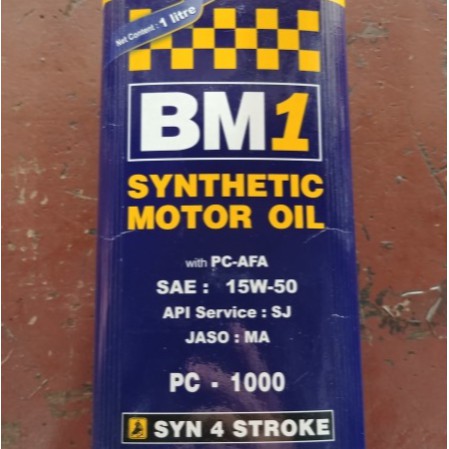 Net Content : 1 litre
BM1
SYNTHETIC
MOTOR OIL
with PC-AFA
SAE : 15W-50
API Service : SJ
JASO : MA
PC - 1000
SYN 4 STROKE